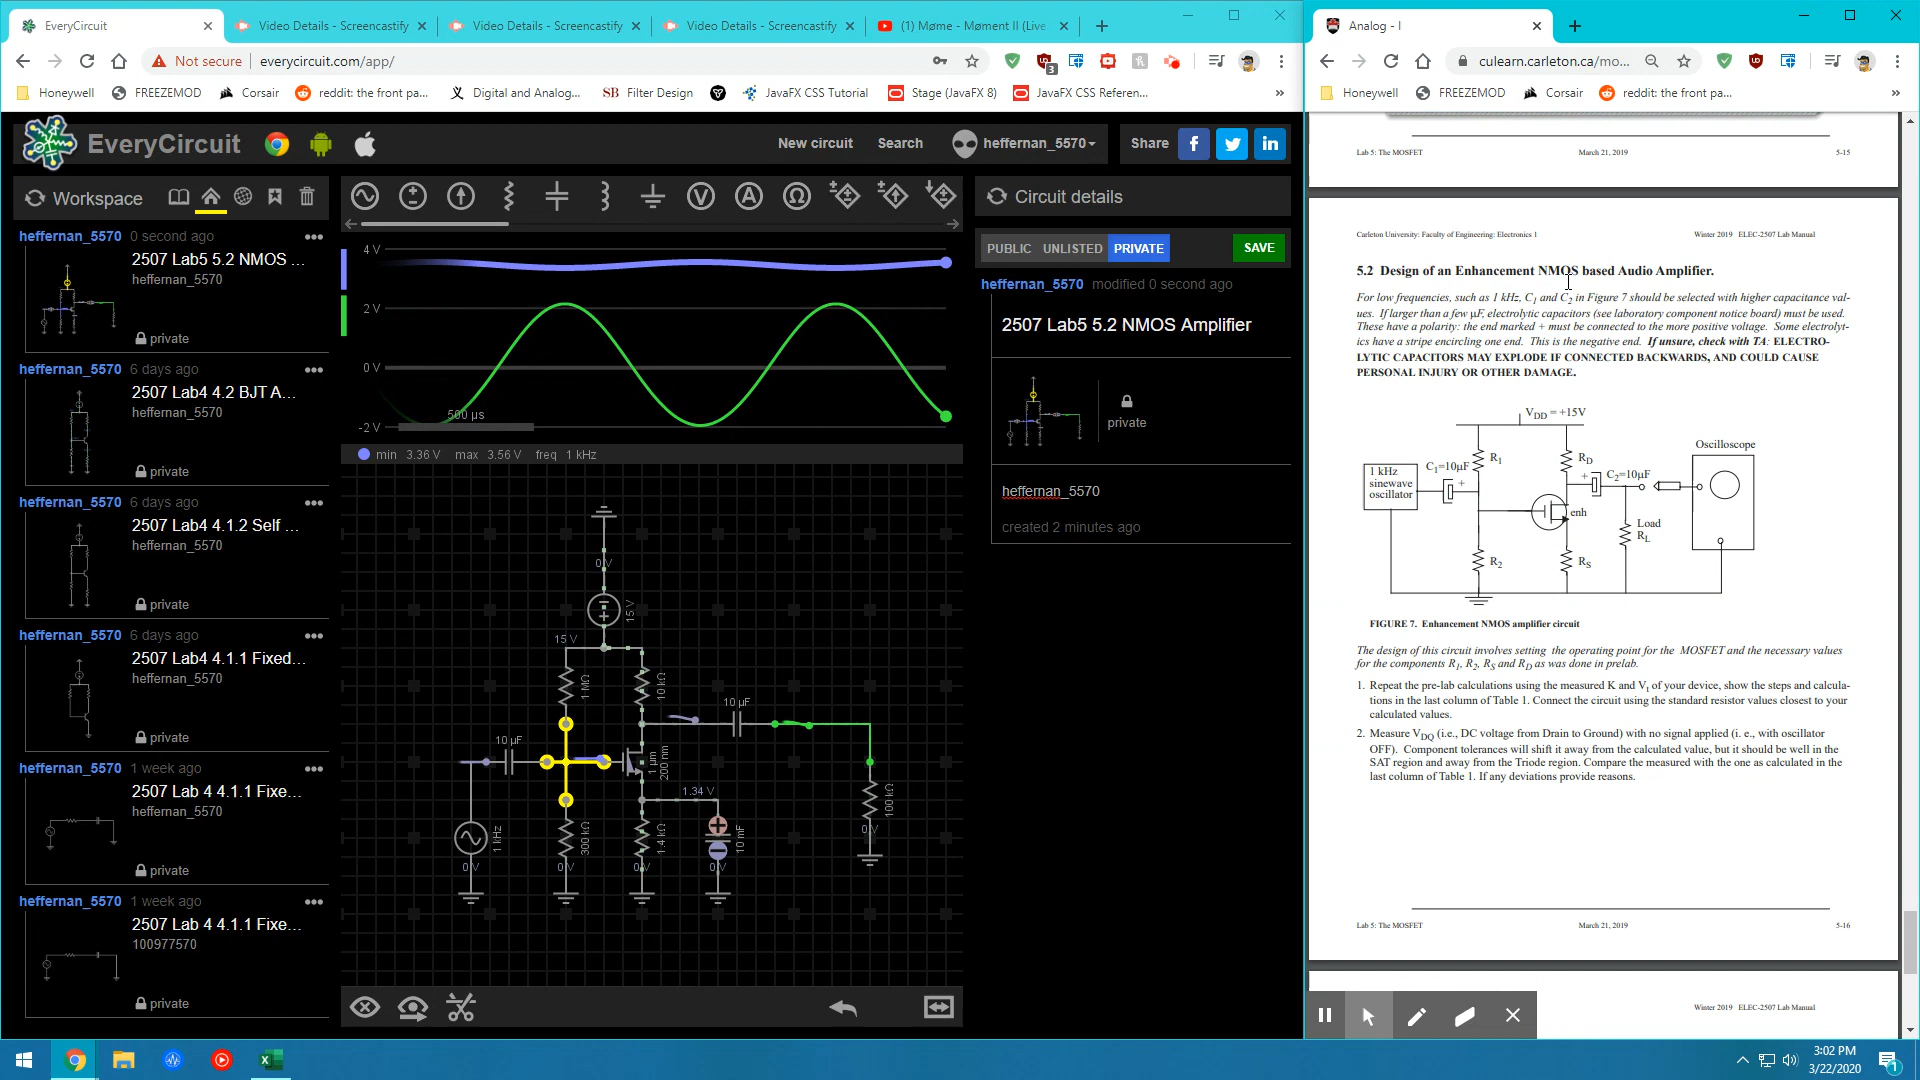 EveryCircuit
Video Details - Screencastify
Video Details - Screencastify
Video Details - Screencastify
(1) Møme - Møment II (Live
Not secure
everycircuit.com/app/
3
Honeywell
FREEZEMOD
Corsair
reddit: the front pa...
Digital and Analog...
SB Filter Design
JavaFX CSS Tutorial
Stage (JavaFX 8)
JavaFX CSS Referen...
»
EveryCircuit
New circuit
Search
heffernan_5570
Share
Workspace
heffernan_5570 0 second ago
2507 Lab5 5.2 NMOS ...
heffernan_5570
private
heffernan_5570 6 days ago
2507 Lab4 4.2 BJT A...
heffernan_5570
private
heffernan_5570 6 days ago
2507 Lab4 4.1.2 Self ...
heffernan_5570
private
heffernan_5570 6 days ago
2507 Lab4 4.1.1 Fixed...
heffernan_5570
private
heffernan_5570 1 week ago
2507 Lab 4 4.1.1 Fixe...
heffernan_5570
private
heffernan_5570 1 week ago
2507 Lab 4 4.1.1 Fixe...
100977570
private
4 V
2 V
0 V
-2 V
500 µs
min 3.36 V max 3.56 V freq 1 kHz
0 V
15 V
15 V
1 MΩ
10 kΩ
10 µF
10 µF
1 µm
200 nm
1.34 V
1 kHz
300 kΩ
1.4 kΩ
10 mF
100 kΩ
0 V
0 V
0 V
0 V
0 V
Circuit details
PUBLIC UNLISTED PRIVATE
SAVE
heffernan_5570 modified 0 second ago
2507 Lab5 5.2 NMOS Amplifier
private
heffernan_5570
created 2 minutes ago
Analog - I
culearn.carleton.ca/mo...
Honeywell
FREEZEMOD
Corsair
reddit: the front pa...
»
Lab 5: The MOSFET March 21, 2019 5-15
Carleton University: Faculty of Engineering: Electronics 1 Winter 2019 ELEC-2507 Lab Manual
5.2 Design of an Enhancement NMOS based Audio Amplifier.
For low frequencies, such as 1 kHz, C1 and C2 in Figure 7 should be selected with higher capacitance val-
ues. If larger than a few µF, electrolytic capacitors (see laboratory component notice board) must be used.
These have a polarity: the end marked + must be connected to the more positive voltage. Some electrolyt-
ics have a stripe encircling one end. This is the negative end. If unsure, check with TA: ELECTRO-
LYTIC CAPACITORS MAY EXPLODE IF CONNECTED BACKWARDS, AND COULD CAUSE
PERSONAL INJURY OR OTHER DAMAGE.
VDD = +15V
Oscilloscope
1 kHz
sinewave
oscillator
C1=10µF
+
R1
RD
+
C2=10µF
enh
Load
RL
R2
RS
FIGURE 7. Enhancement NMOS amplifier circuit
The design of this circuit involves setting the operating point for the MOSFET and the necessary values
for the components R1, R2, RS and RD as was done in prelab.
1. Repeat the pre-lab calculations using the measured K and Vt of your device, show the steps and calcula-
tions in the last column of Table 1. Connect the circuit using the standard resistor values closest to your
calculated values.
2. Measure VDQ (i.e., DC voltage from Drain to Ground) with no signal applied (i. e., with oscillator
OFF). Component tolerances will shift it away from the calculated value, but it should be well in the
SAT region and away from the Triode region. Compare the measured with the one as calculated in the
last column of Table 1. If any deviations provide reasons.
Lab 5: The MOSFET March 21, 2019 5-16
Winter 2019 ELEC-2507 Lab Manual
3:02 PM
3/22/2020
1